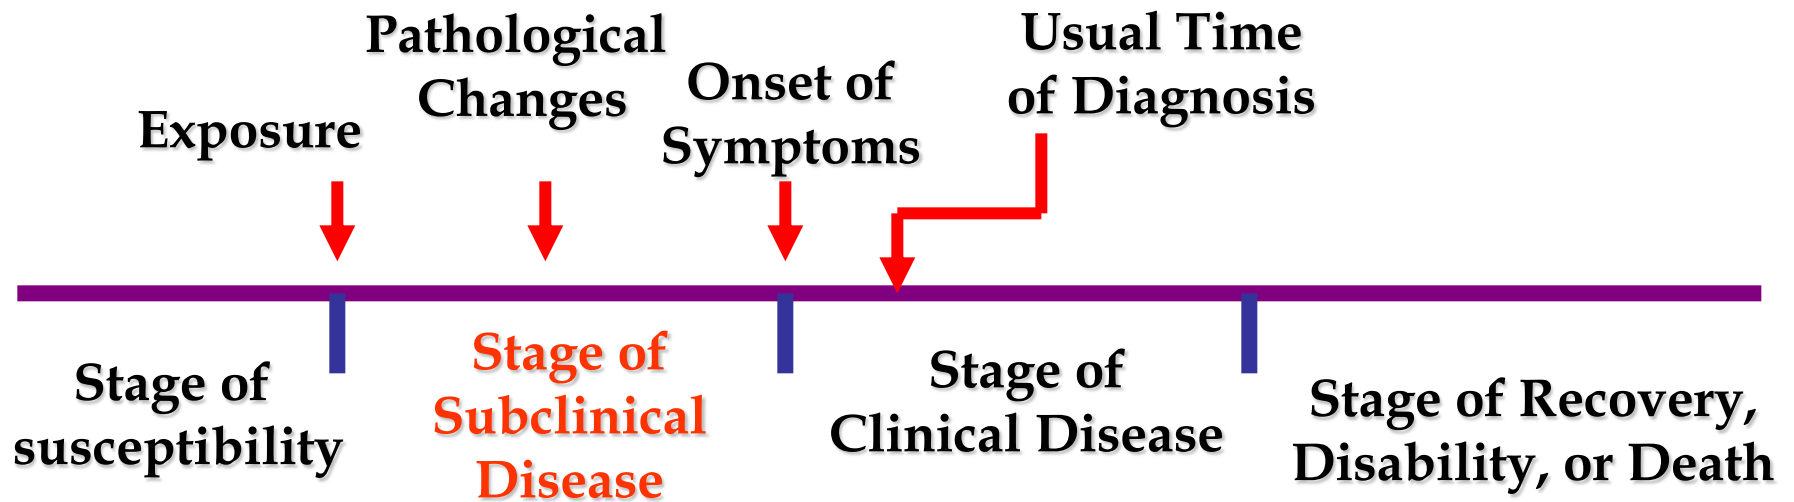 Exposure
Pathological
Changes
Onset of
Symptoms
Usual Time
of Diagnosis
Stage of
susceptibility
Stage of
Subclinical
Disease
Stage of
Clinical Disease
Stage of Recovery,
Disability, or Death